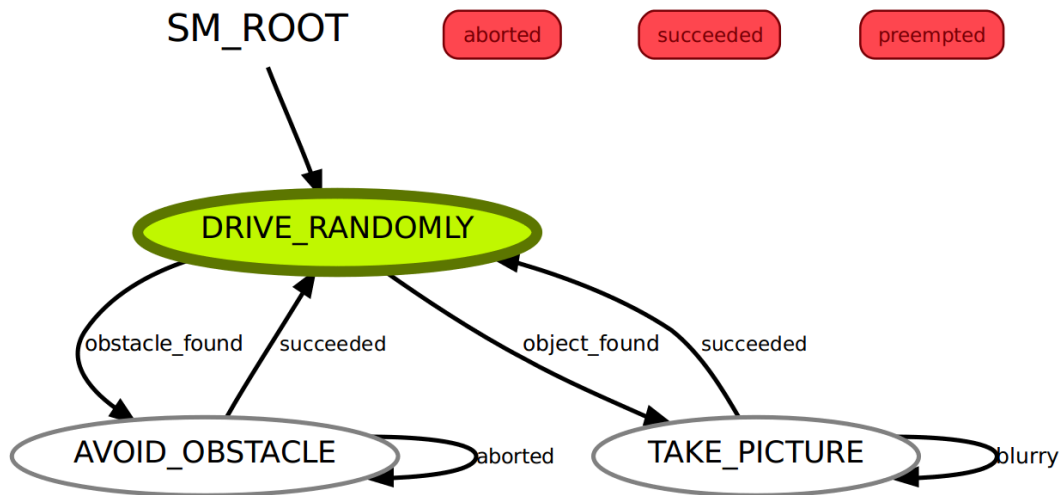 SM_ROOT
aborted
succeeded
preempted
DRIVE_RANDOMLY
obstacle_found
succeeded
object_found
succeeded
AVOID_OBSTACLE
aborted
TAKE_PICTURE
blurry